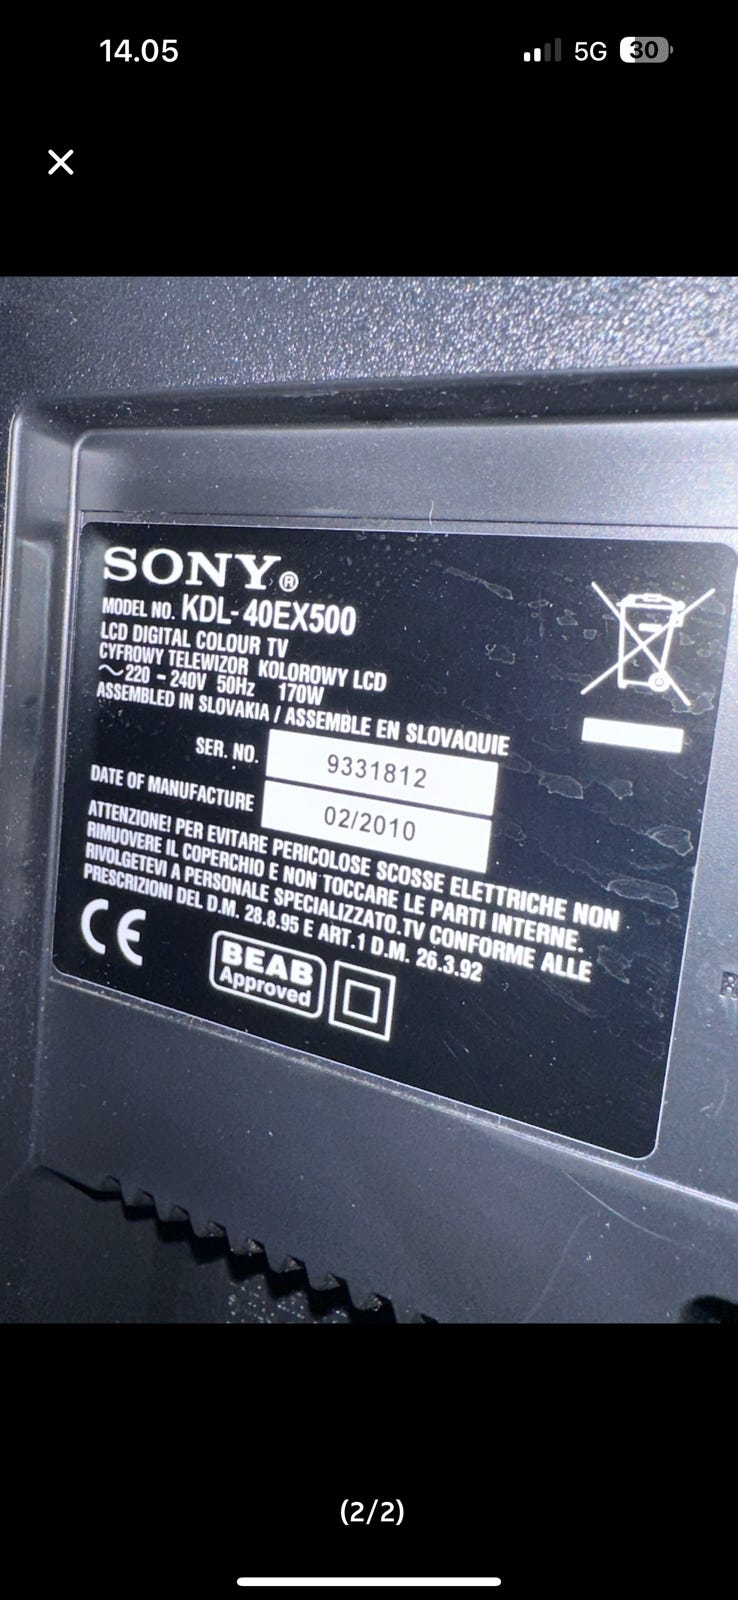 14.05
5G 30
SONY®
MODEL NO. KDL-40EX500
LCD DIGITAL COLOUR TV
CYFROWY TELEWIZOR KOLOROWY LCD
~220 - 240V 50Hz 170W
ASSEMBLED IN SLOVAKIA / ASSEMBLE EN SLOVAQUIE
SER. NO. 9331812
DATE OF MANUFACTURE 02/2010
ATTENZIONE! PER EVITARE PERICOLOSE SCOSSE ELETTRICHE NON
RIMUOVERE IL COPERCHIO E NON TOCCARE LE PARTI INTERNE.
RIVOLGETEVI A PERSONALE SPECIALIZZATO.TV CONFORME ALLE
PRESCRIZIONI DEL D.M. 28.8.95 E ART.1 D.M. 26.3.92
CE
BEAB
Approved
(2/2)